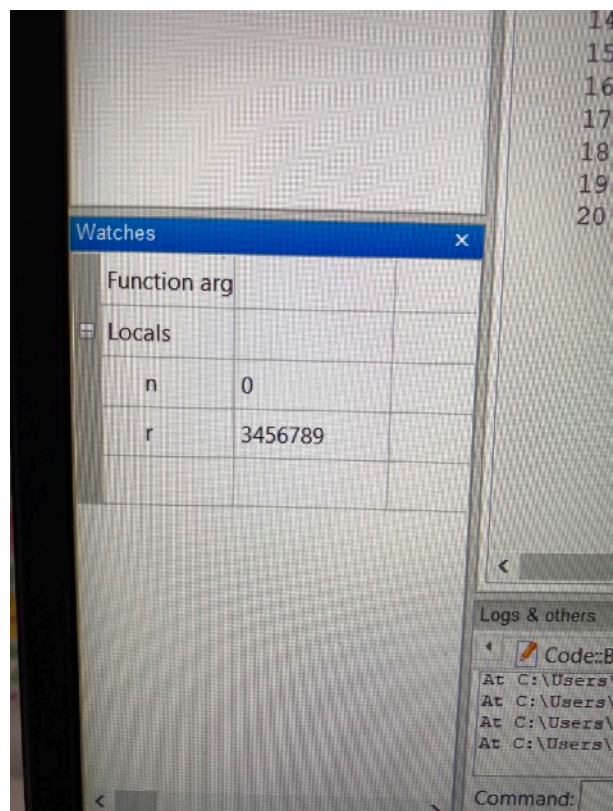 14
15
16
17
18
19
20
Watches
Function arg
Locals
n 0
r 3456789
Logs & others
Code::B
At C:\Users\
At C:\Users\
At C:\Users\
At C:\Users\
Command: